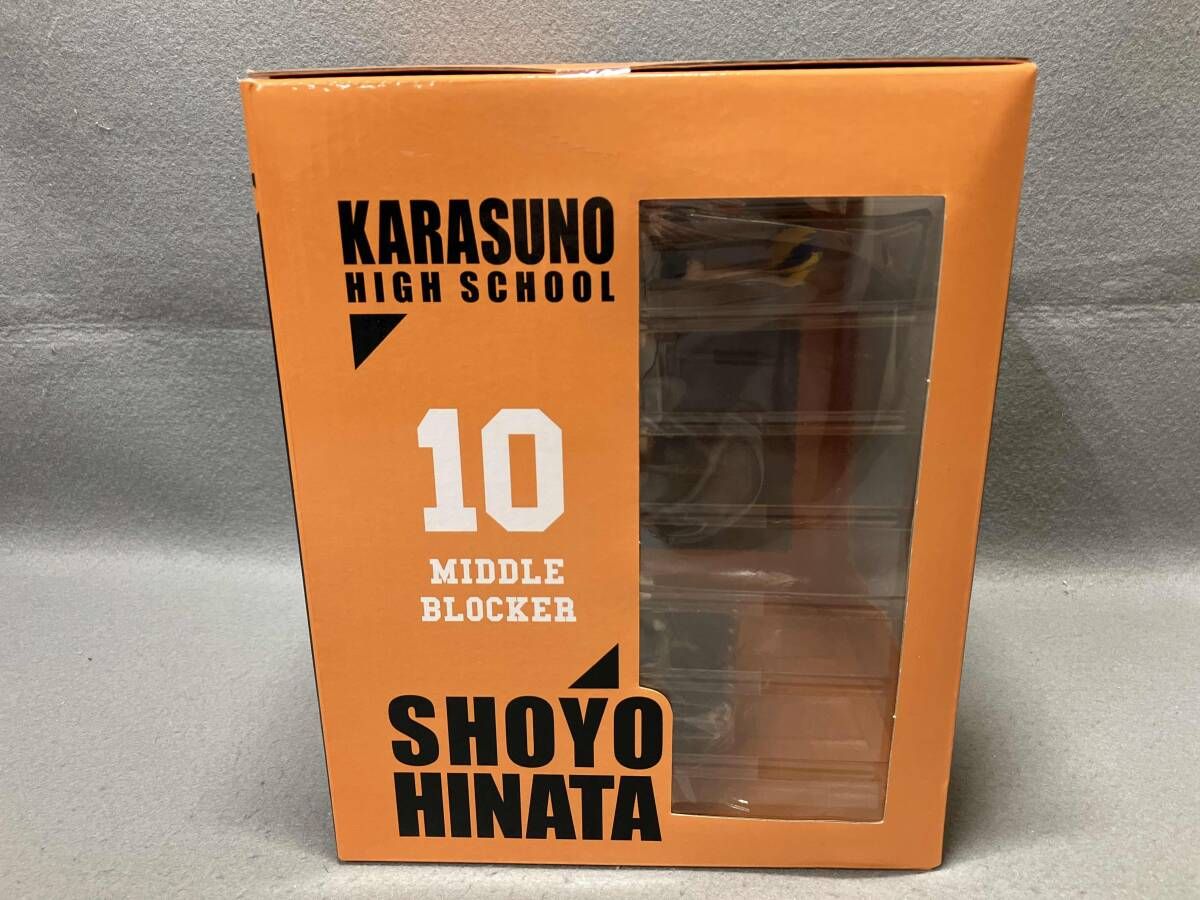 KARASUNO
HIGH SCHOOL
10
MIDDLE
BLOCKER
SHOYO
HINATA